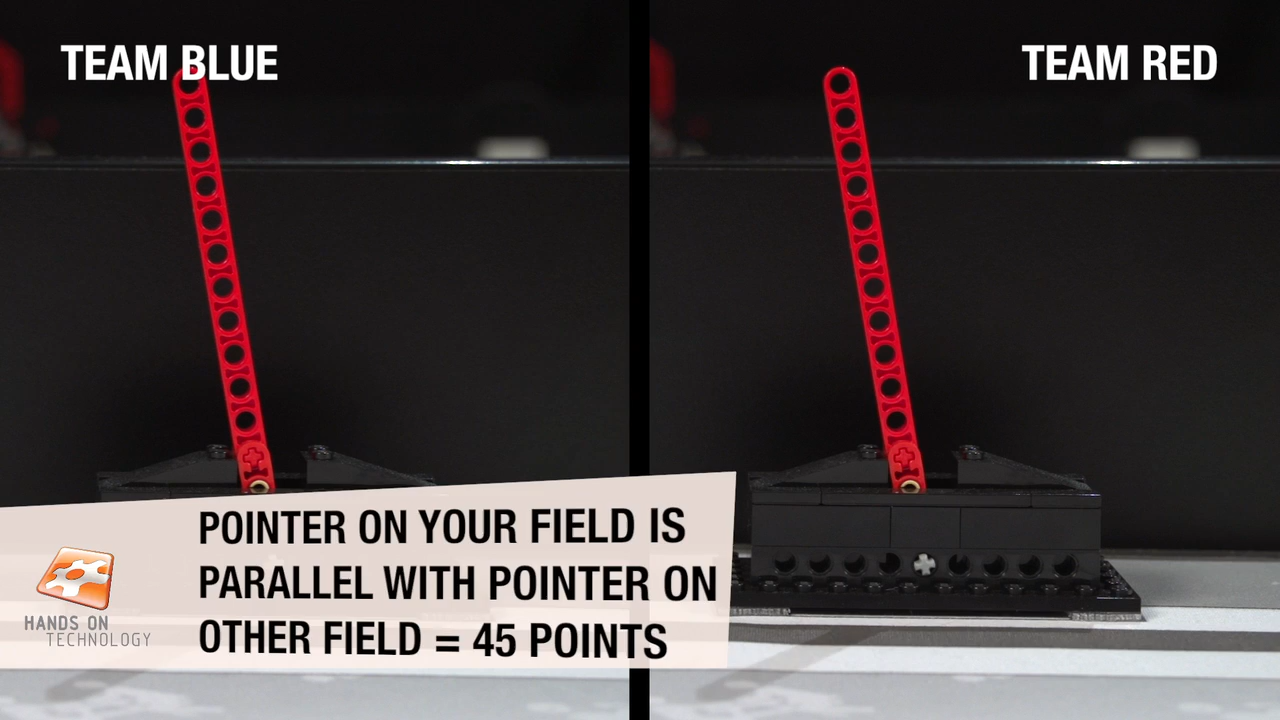 TEAM BLUE
TEAM RED
POINTER ON YOUR FIELD IS
PARALLEL WITH POINTER ON
OTHER FIELD = 45 POINTS
HANDS ON
TECHNOLOGY